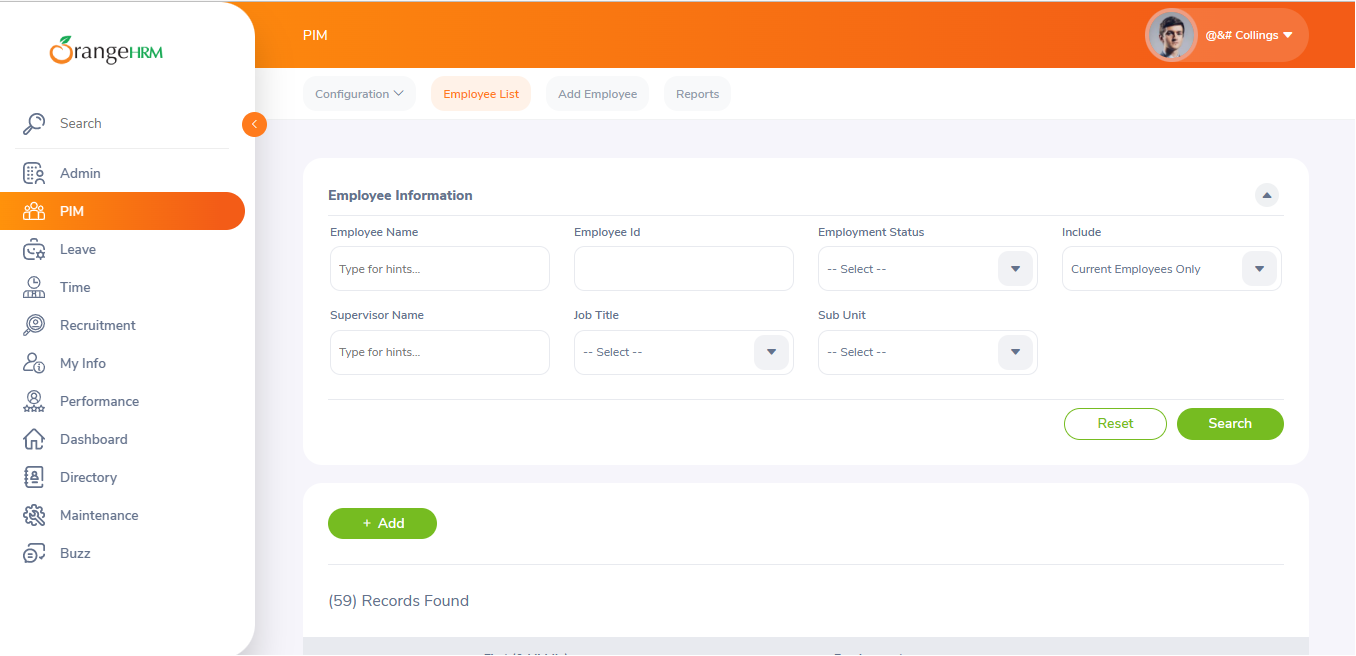 OrangeHRM
PIM
@&# Collings
Configuration
Employee List
Add Employee
Reports
Search
Admin
PIM
Leave
Time
Recruitment
My Info
Performance
Dashboard
Directory
Maintenance
Buzz
Employee Information
Employee Name
Employee Id
Employment Status
Include
Type for hints...
-- Select --
Current Employees Only
Supervisor Name
Job Title
Sub Unit
Type for hints...
-- Select --
-- Select --
Reset
Search
+ Add
(59) Records Found